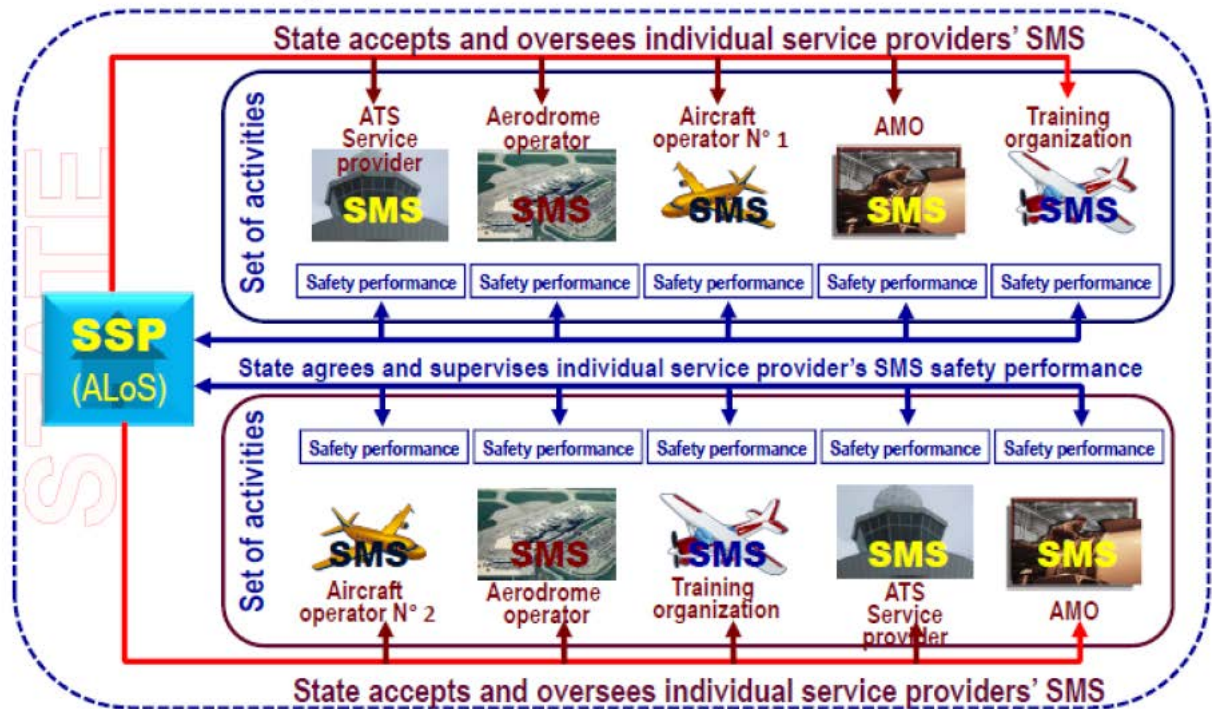 State accepts and oversees individual service providers' SMS
STATE
Set of activities
ATS
Service
provider
SMS
Aerodrome
operator
SMS
Aircraft
operator N° 1
SMS
AMO
SMS
Training
organization
SMS
Safety performance
Safety performance
Safety performance
Safety performance
Safety performance
SSP
(ALoS)
State agrees and supervises individual service provider's SMS safety performance
Set of activities
Safety performance
Safety performance
Safety performance
Safety performance
Safety performance
SMS
Aircraft
operator N° 2
SMS
Aerodrome
operator
SMS
Training
organization
SMS
ATS
Service
provider
SMS
AMO
State accepts and oversees individual service providers' SMS